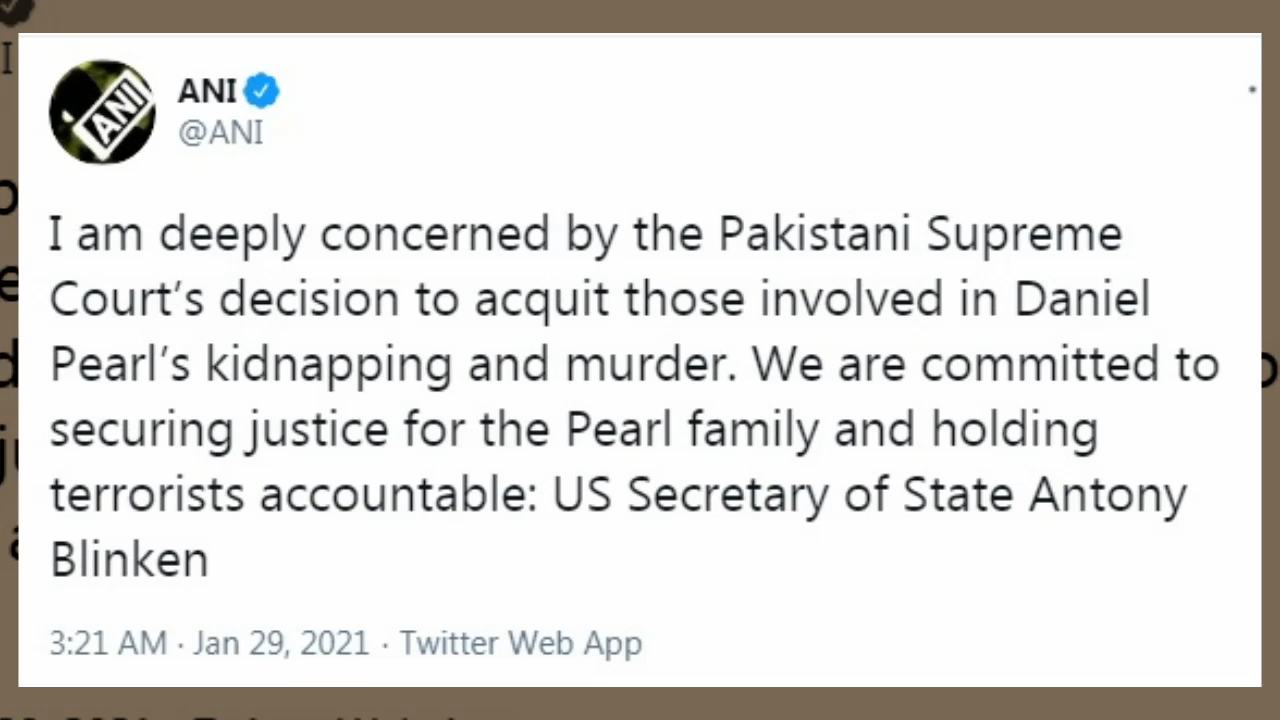 ANI
@ANI
ANI
I am deeply concerned by the Pakistani Supreme
Court’s decision to acquit those involved in Daniel
Pearl’s kidnapping and murder. We are committed to
securing justice for the Pearl family and holding
terrorists accountable: US Secretary of State Antony
Blinken
3:21 AM · Jan 29, 2021 · Twitter Web App